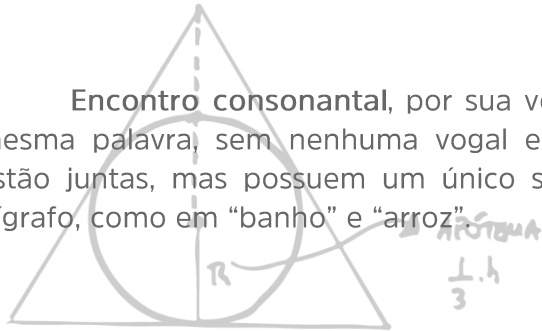 Encontro consonantal, por sua v
mesma palavra, sem nenhuma vogal e
stão juntas, mas possuem um único s
ígrafo, como em “banho” e “arroz”.
R
APÓTEMA
1/3 . h